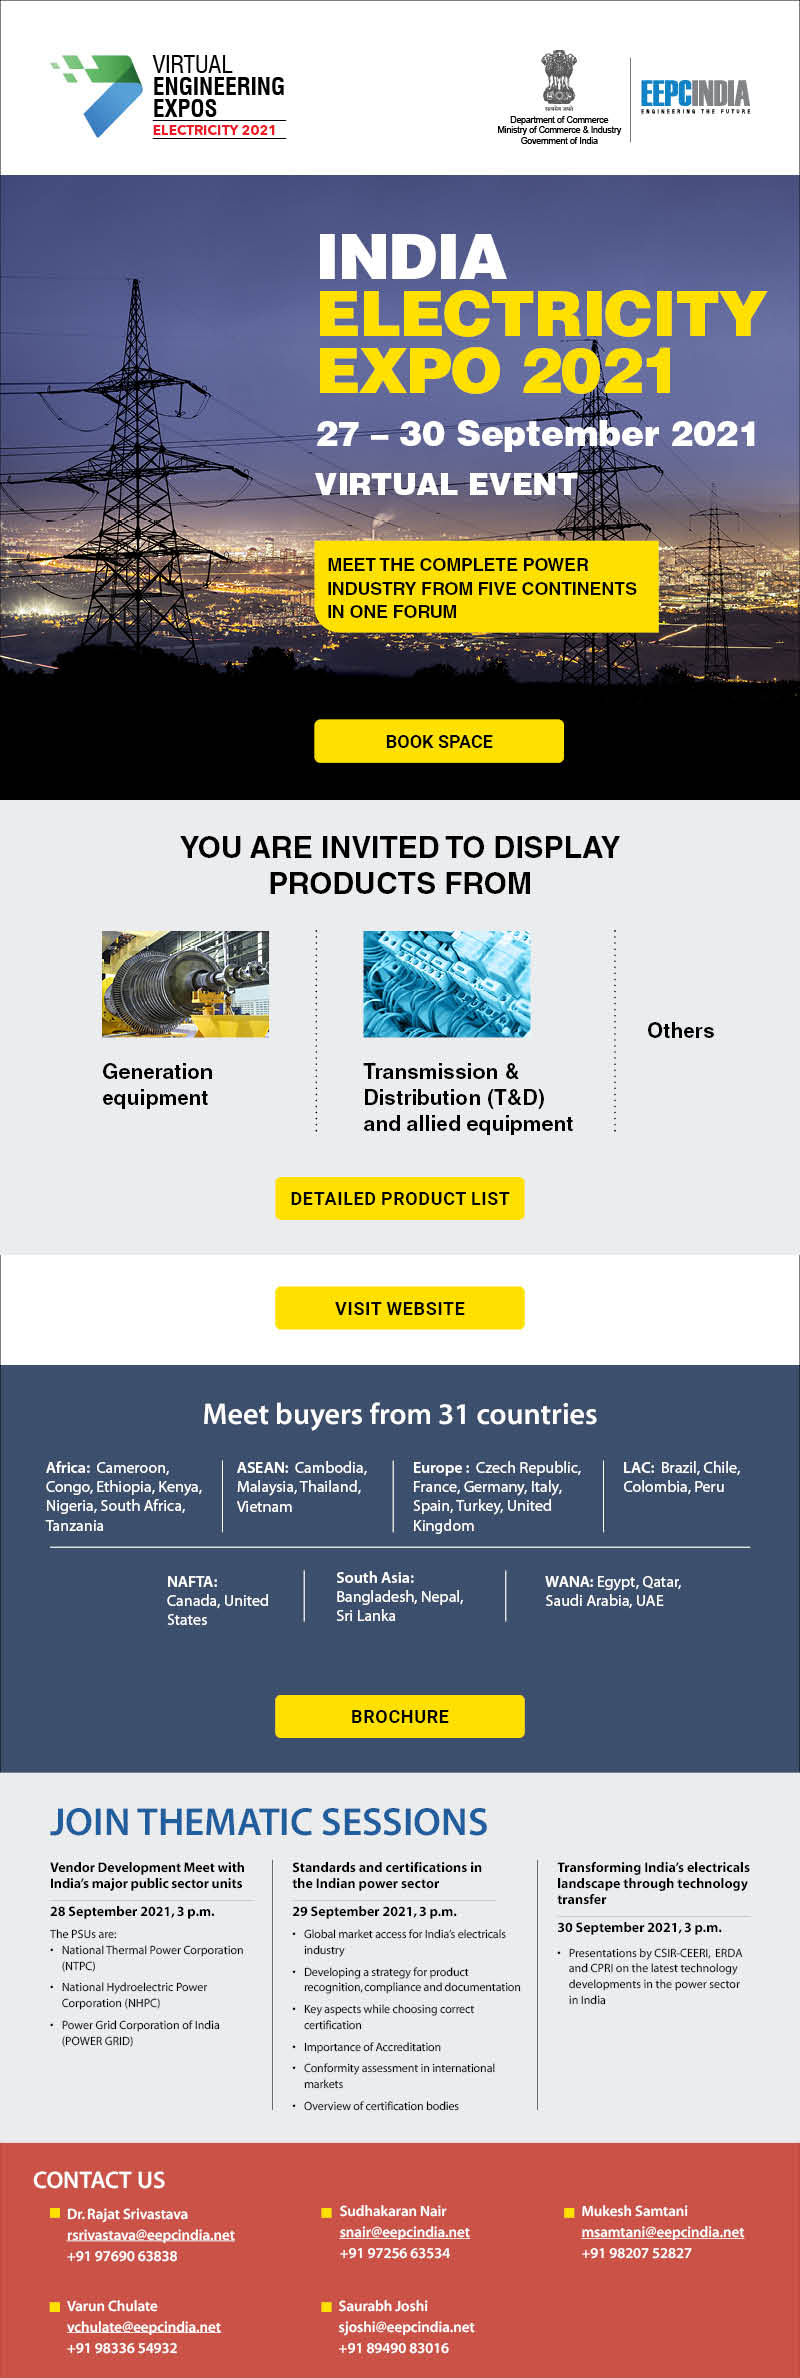 VIRTUAL
ENGINEERING
EXPOS
ELECTRICITY 2021
सत्यमेव जयते
Department of Commerce
Ministry of Commerce & Industry
Government of India
EEPCINDIA
ENGINEERING THE FUTURE
INDIA
ELECTRICITY
EXPO 2021
27 – 30 September 2021
VIRTUAL EVENT
MEET THE COMPLETE POWER
INDUSTRY FROM FIVE CONTINENTS
IN ONE FORUM
BOOK SPACE
YOU ARE INVITED TO DISPLAY
PRODUCTS FROM
Generation
equipment
Transmission &
Distribution (T&D)
and allied equipment
Others
DETAILED PRODUCT LIST
VISIT WEBSITE
Meet buyers from 31 countries
Africa: Cameroon,
Congo, Ethiopia, Kenya,
Nigeria, South Africa,
Tanzania
ASEAN: Cambodia,
Malaysia, Thailand,
Vietnam
Europe : Czech Republic,
France, Germany, Italy,
Spain, Turkey, United
Kingdom
LAC: Brazil, Chile,
Colombia, Peru
NAFTA:
Canada, United
States
South Asia:
Bangladesh, Nepal,
Sri Lanka
WANA: Egypt, Qatar,
Saudi Arabia, UAE
BROCHURE
JOIN THEMATIC SESSIONS
Vendor Development Meet with
India's major public sector units
28 September 2021, 3 p.m.
The PSUs are:
• National Thermal Power Corporation
(NTPC)
• National Hydroelectric Power
Corporation (NHPC)
• Power Grid Corporation of India
(POWER GRID)
Standards and certifications in
the Indian power sector
29 September 2021, 3 p.m.
• Global market access for India's electricals
industry
• Developing a strategy for product
recognition, compliance and documentation
• Key aspects while choosing correct
certification
• Importance of Accreditation
• Conformity assessment in international
markets
• Overview of certification bodies
Transforming India's electricals
landscape through technology
transfer
30 September 2021, 3 p.m.
• Presentations by CSIR-CEERI, ERDA
and CPRI on the latest technology
developments in the power sector
in India
CONTACT US
Dr. Rajat Srivastava
rsrivastava@eepcindia.net
+91 97690 63838
Sudhakaran Nair
snair@eepcindia.net
+91 97256 63534
Mukesh Samtani
msamtani@eepcindia.net
+91 98207 52827
Varun Chulate
vchulate@eepcindia.net
+91 98336 54932
Saurabh Joshi
sjoshi@eepcindia.net
+91 89490 83016